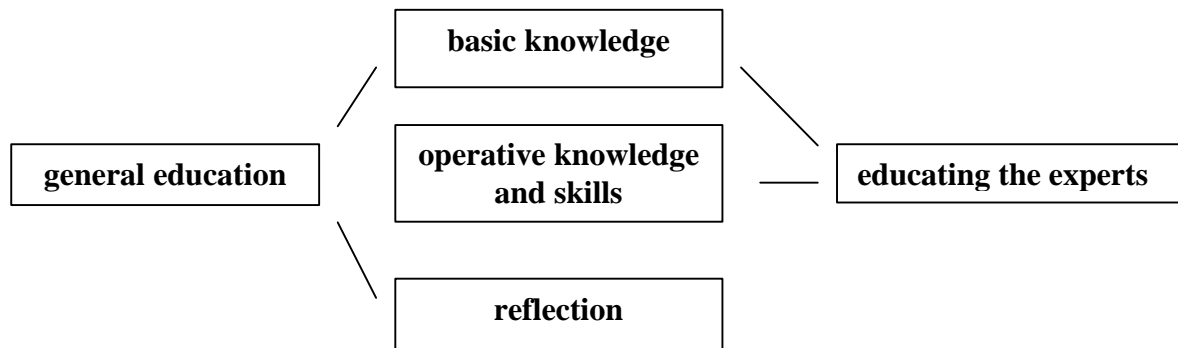 basic knowledge
general education
operative knowledge
and skills
educating the experts
reflection